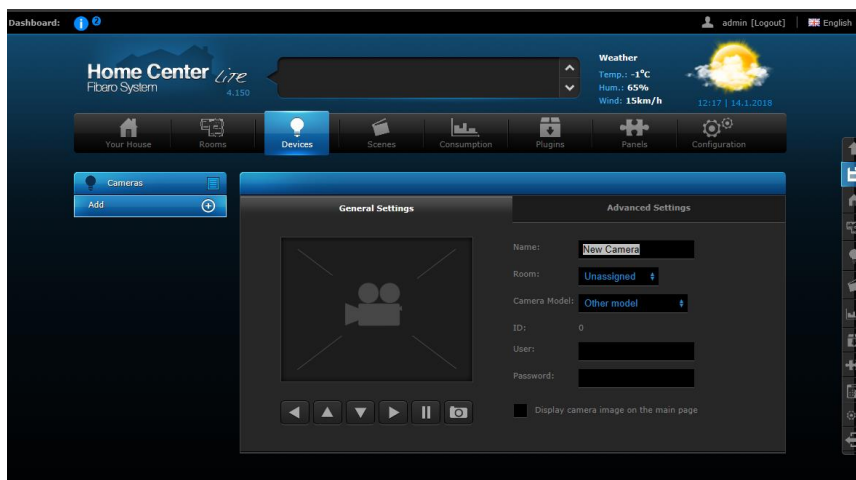 Dashboard: i 2 admin [Logout] English
Home Center Lite
Fibaro System
4.150
Weather
Temp.: -1°C
Hum.: 65%
Wind: 15km/h
12:17 | 14.1.2018
Your House Rooms Devices Scenes Consumption Plugins Panels Configuration
Cameras
Add
General Settings Advanced Settings
Name: New Camera
Room: Unassigned
Camera Model: Other model
ID: 0
User:
Password:
Display camera image on the main page